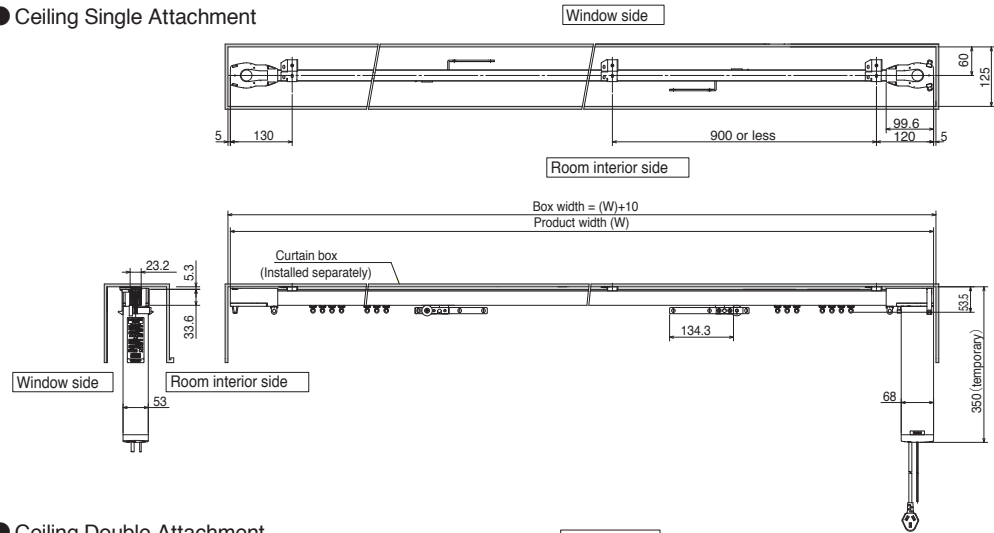 ● Ceiling Single Attachment
Window side
60
125
99.6
5
130
900 or less
120
5
Room interior side
Box width = (W)+10
Product width (W)
Curtain box
(Installed separately)
23.2
5.3
33.6
53.5
134.3
350(temporary)
Window side
Room interior side
53
68
● Ceiling Double Attachment